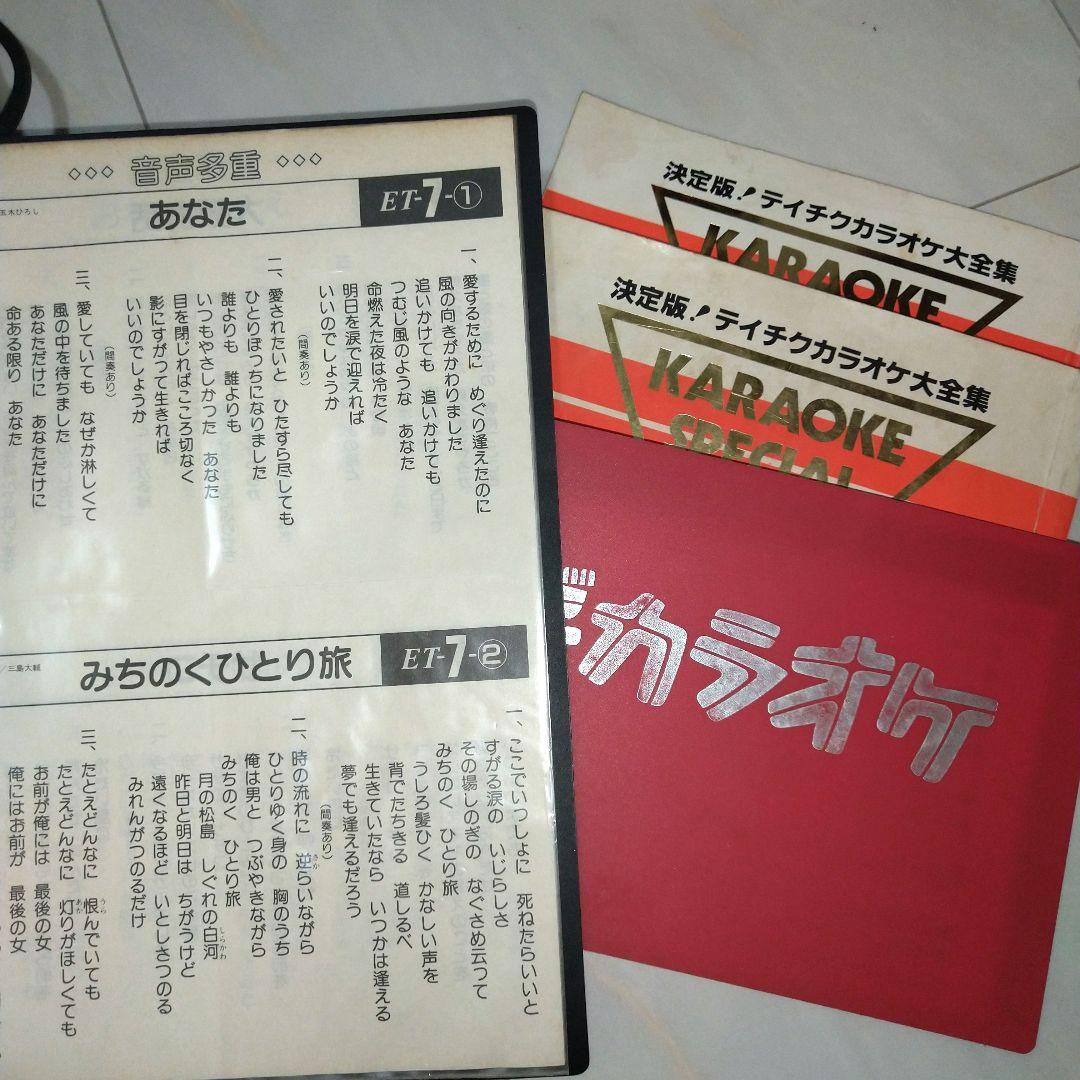 ◇◇◇ 音声多重 ◇◇◇
あなた
ET-7-①
五木ひろし
一、愛するために めぐり逢えたのに
風の向きがかわりました
追いかけても 追いかけても
つむじ風のような あなた
命燃えた夜は冷たく
明日を涙で迎えれば
いいのでしょうか
(間奏あり)
二、愛されたいと ひたすら尽しても
ひとりぼっちになりました
誰よりも 誰よりも
いつもやさしかった あなた
目を閉じればこころ切なく
影にすがって生きれば
いいのでしょうか
(間奏あり)
三、愛していても なぜか淋しくて
風の中を待ちました
あなただけに あなただけに
命ある限り あなた
みちのくひとり旅
ET-7-②
/三島大輔
一、ここでいっしょに 死ねたらいいと
すがる涙の いじらしさ
その場しのぎの なぐさめ云って
みちのく ひとり旅
うしろ髪ひく かなしい声を
背でたちきる 道しるべ
生きていたなら いつかは逢える
夢でも逢えるだろう
(間奏あり)
二、時の流れに 逆らいながら
さか
ひとりゆく身の 胸のうち
俺は男と つぶやきながら
みちのく ひとり旅
月の松島 しぐれの白河
しらかわ
昨日と明日は ちがうけど
遠くなるほど いとしさつのる
みれんがつのるだけ
三、たとえどんなに 恨んでいても
うら
たとえどんなに 灯りがほしくても
あか
お前が俺には 最後の女
俺にはお前が 最後の女
決定版!テイチクカラオケ大全集
KARAOKE
決定版!テイチクカラオケ大全集
KARAOKE
SPECIAL
カラオケ